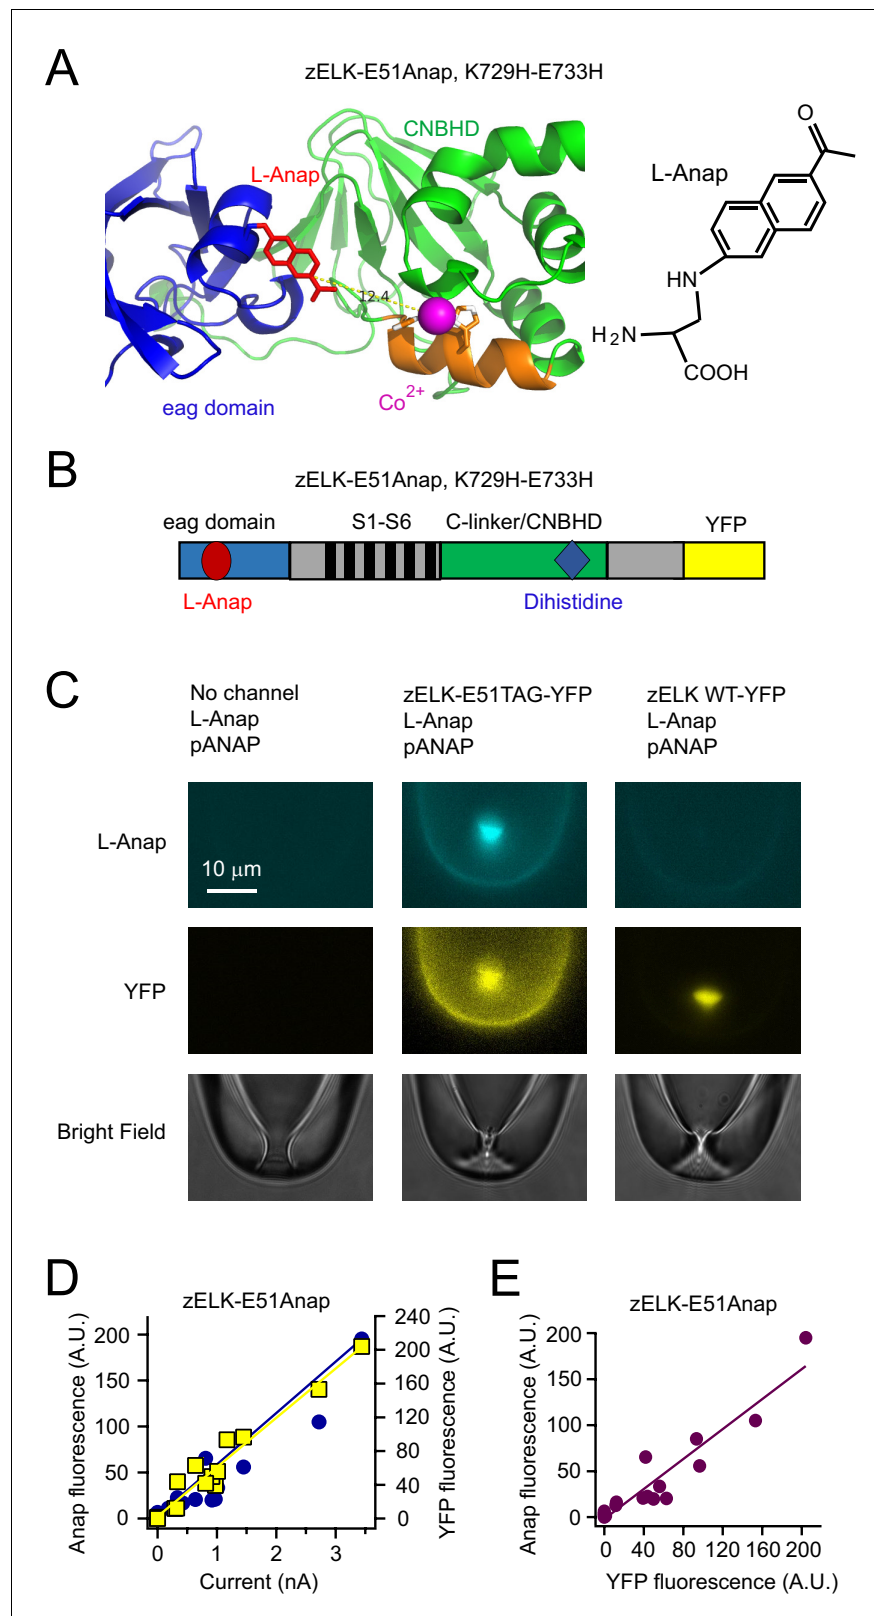 A
zELK-E51Anap, K729H-E733H
CNBHD
L-Anap
12.4
Co2+
eag domain
L-Anap
O
HN
H2N
COOH
B
zELK-E51Anap, K729H-E733H
eag domain
S1-S6
C-linker/CNBHD
YFP
L-Anap
Dihistidine
C
No channel
L-Anap
pANAP
zELK-E51TAG-YFP
L-Anap
pANAP
zELK WT-YFP
L-Anap
pANAP
L-Anap
10 μm
YFP
Bright Field
D
zELK-E51Anap
Anap fluorescence (A.U.)
200
150
100
50
0
YFP fluorescence (A.U.)
240
200
160
120
80
40
0
0 1 2 3
Current (nA)
E
zELK-E51Anap
Anap fluorescence (A.U.)
200
150
100
50
0
0 40 80 120 160 200
YFP fluorescence (A.U.)